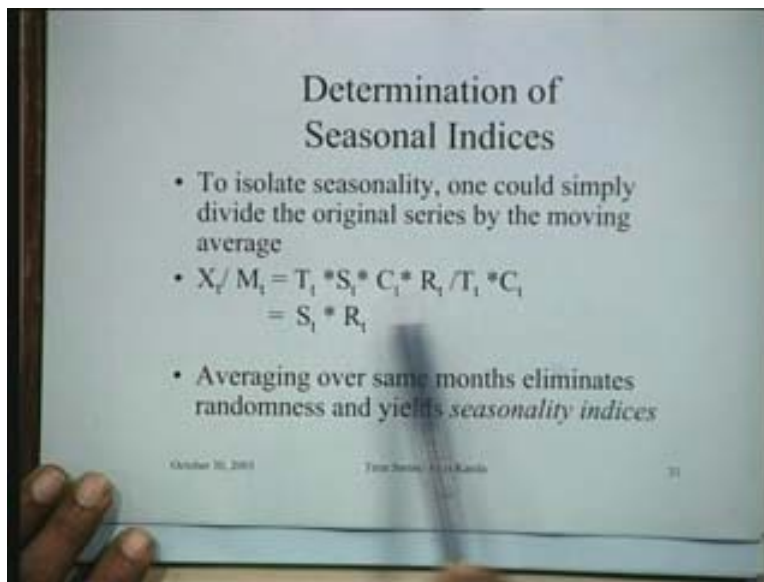 Determination of
Seasonal Indices
• To isolate seasonality, one could simply
divide the original series by the moving
average
• Xt/ Mt = Tt *St* Ct* Rt /Tt *Ct
= St * Rt
• Averaging over same months eliminates
randomness and yields seasonality indices
October 30, 2003
Time Series